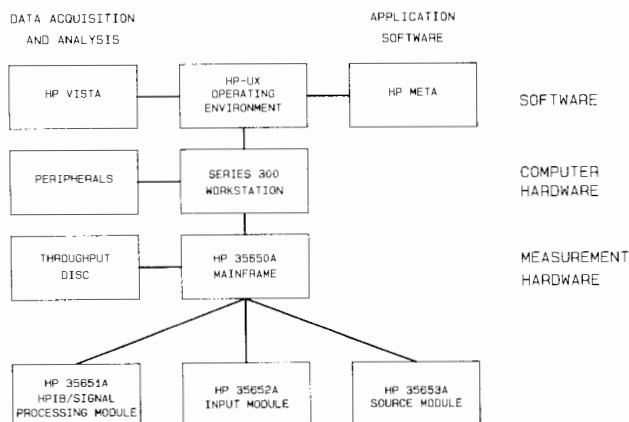 DATA ACQUISITION
AND ANALYSIS
APPLICATION
SOFTWARE
HP VISTA
HP-UX
OPERATING
ENVIRONMENT
HP META
SOFTWARE
PERIPHERALS
SERIES 300
WORKSTATION
COMPUTER
HARDWARE
THROUGHPUT
DISC
HP 35650A
MAINFRAME
MEASUREMENT
HARDWARE
HP 35651A
HPIB/SIGNAL
PROCESSING MODULE
HP 35652A
INPUT MODULE
HP 35653A
SOURCE MODULE